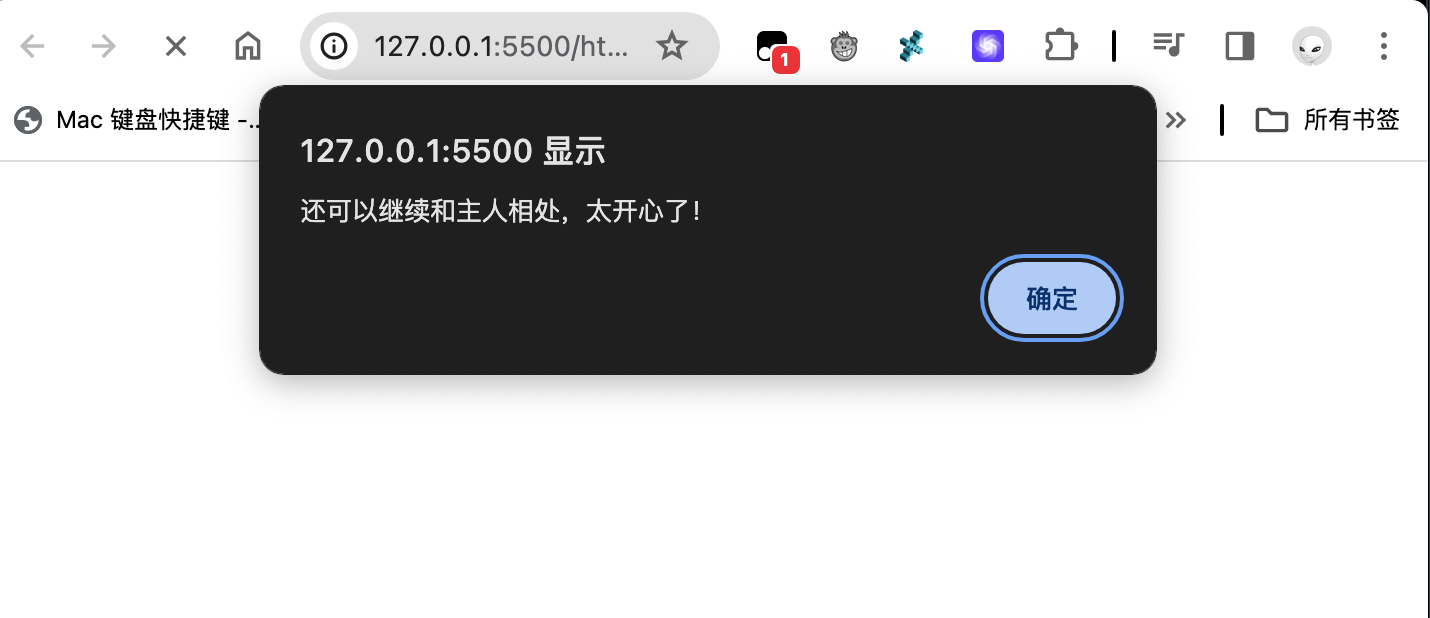 127.0.0.1:5500/ht...
1
Mac 键盘快捷键 -...
所有书签
127.0.0.1:5500 显示
还可以继续和主人相处，太开心了！
确定